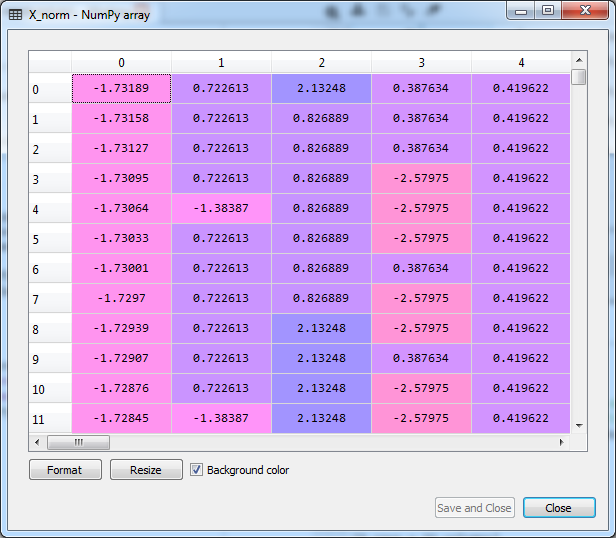 X_norm - NumPy array
0 1 2 3 4
0 -1.73189 0.722613 2.13248 0.387634 0.419622
1 -1.73158 0.722613 0.826889 0.387634 0.419622
2 -1.73127 0.722613 0.826889 0.387634 0.419622
3 -1.73095 0.722613 0.826889 -2.57975 0.419622
4 -1.73064 -1.38387 0.826889 -2.57975 0.419622
5 -1.73033 0.722613 0.826889 -2.57975 0.419622
6 -1.73001 0.722613 0.826889 0.387634 0.419622
7 -1.7297 0.722613 0.826889 -2.57975 0.419622
8 -1.72939 0.722613 2.13248 -2.57975 0.419622
9 -1.72907 0.722613 2.13248 0.387634 0.419622
10 -1.72876 0.722613 2.13248 -2.57975 0.419622
11 -1.72845 -1.38387 2.13248 -2.57975 0.419622
Format Resize Background color
Save and Close Close